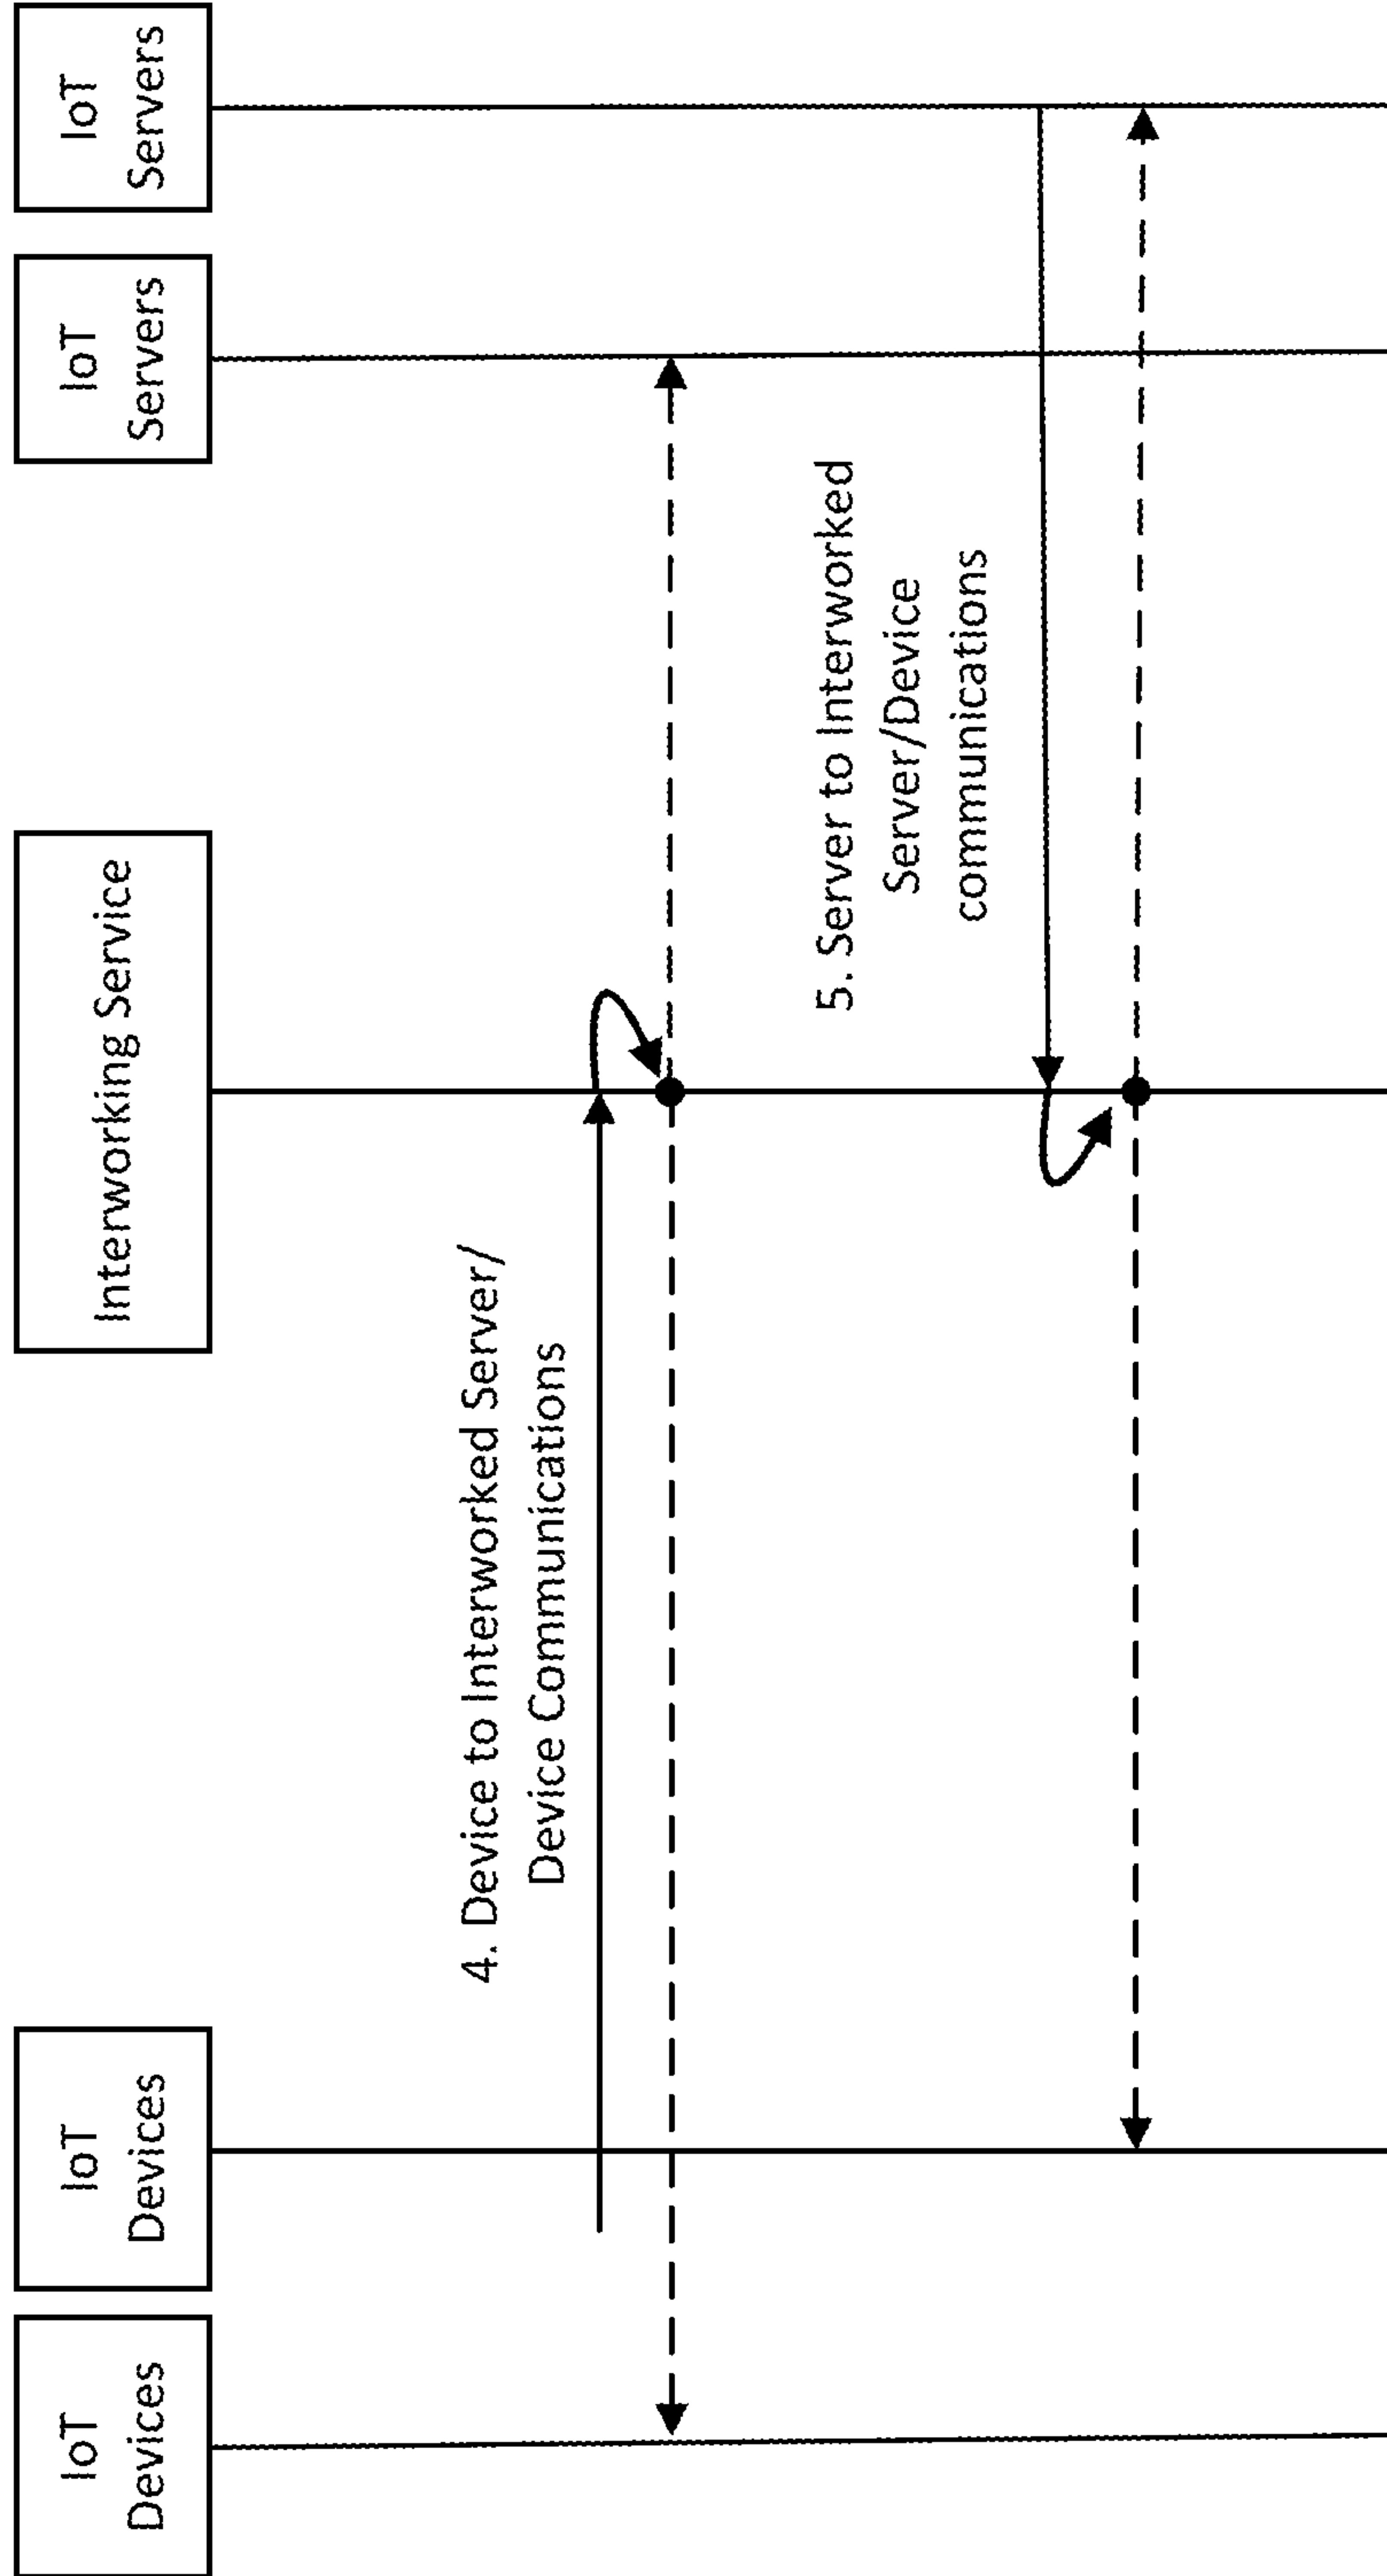 IoT
Devices
IoT
Devices
Interworking Service
IoT
Servers
IoT
Servers
4. Device to Interworked Server/
Device Communications
5. Server to Interworked
Server/Device
communications